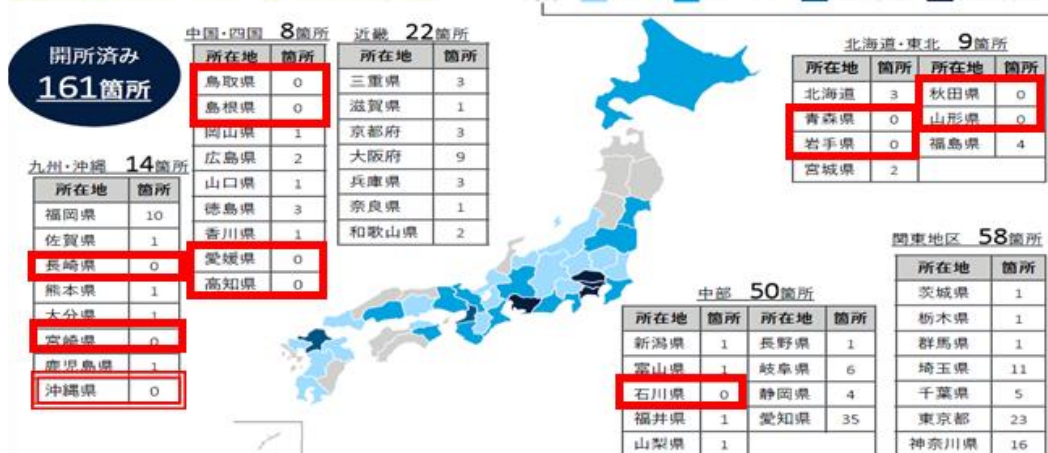 開所済み
161箇所
中国・四国 8箇所
所在地 箇所
鳥取県 0
島根県 0
岡山県 1
広島県 2
山口県 1
徳島県 3
香川県 1
愛媛県 0
高知県 0
近畿 22箇所
所在地 箇所
三重県 3
滋賀県 1
京都府 3
大阪府 9
兵庫県 3
奈良県 1
和歌山県 2
北海道・東北 9箇所
所在地 箇所 所在地 箇所
北海道 3 秋田県 0
青森県 0 山形県 0
岩手県 0 福島県 4
宮城県 2
九州・沖縄 14箇所
所在地 箇所
福岡県 10
佐賀県 1
長崎県 0
熊本県 1
大分県 1
宮崎県 0
鹿児島県 1
沖縄県 0
中部 50箇所
所在地 箇所 所在地 箇所
新潟県 1 長野県 1
富山県 1 岐阜県 6
石川県 0 静岡県 4
福井県 1 愛知県 35
山梨県 1
関東地区 58箇所
所在地 箇所
茨城県 1
栃木県 1
群馬県 1
埼玉県 11
千葉県 5
東京都 23
神奈川県 16